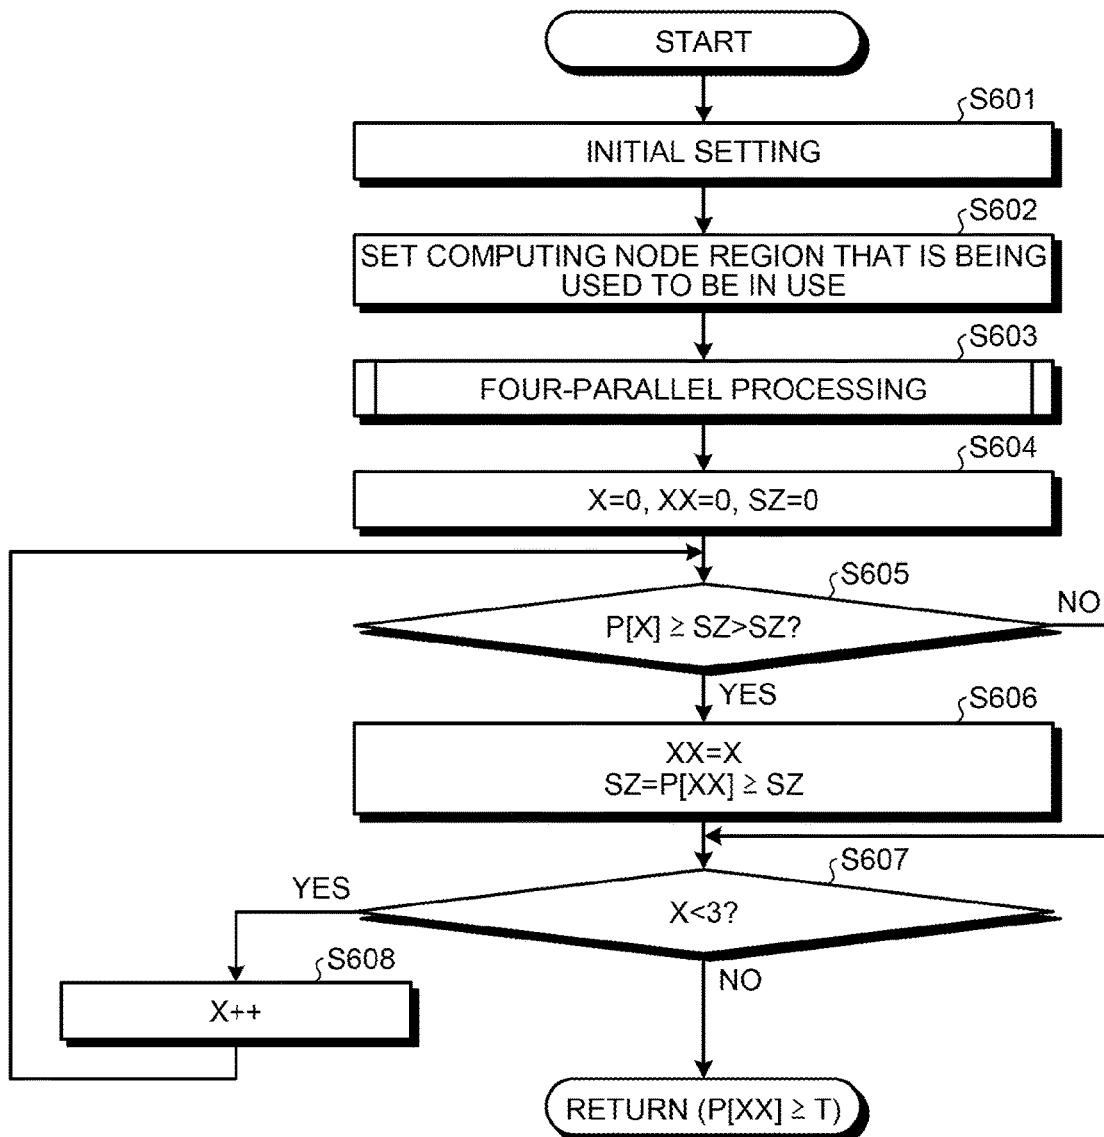 START
S601
INITIAL SETTING
S602
SET COMPUTING NODE REGION THAT IS BEING
USED TO BE IN USE
S603
FOUR-PARALLEL PROCESSING
S604
X=0, XX=0, SZ=0
S605
NO
P[X] ≧ SZ>SZ?
YES
S606
XX=X
SZ=P[XX] ≧ SZ
S607
YES
X<3?
S608
NO
X++
RETURN (P[XX] ≧ T)